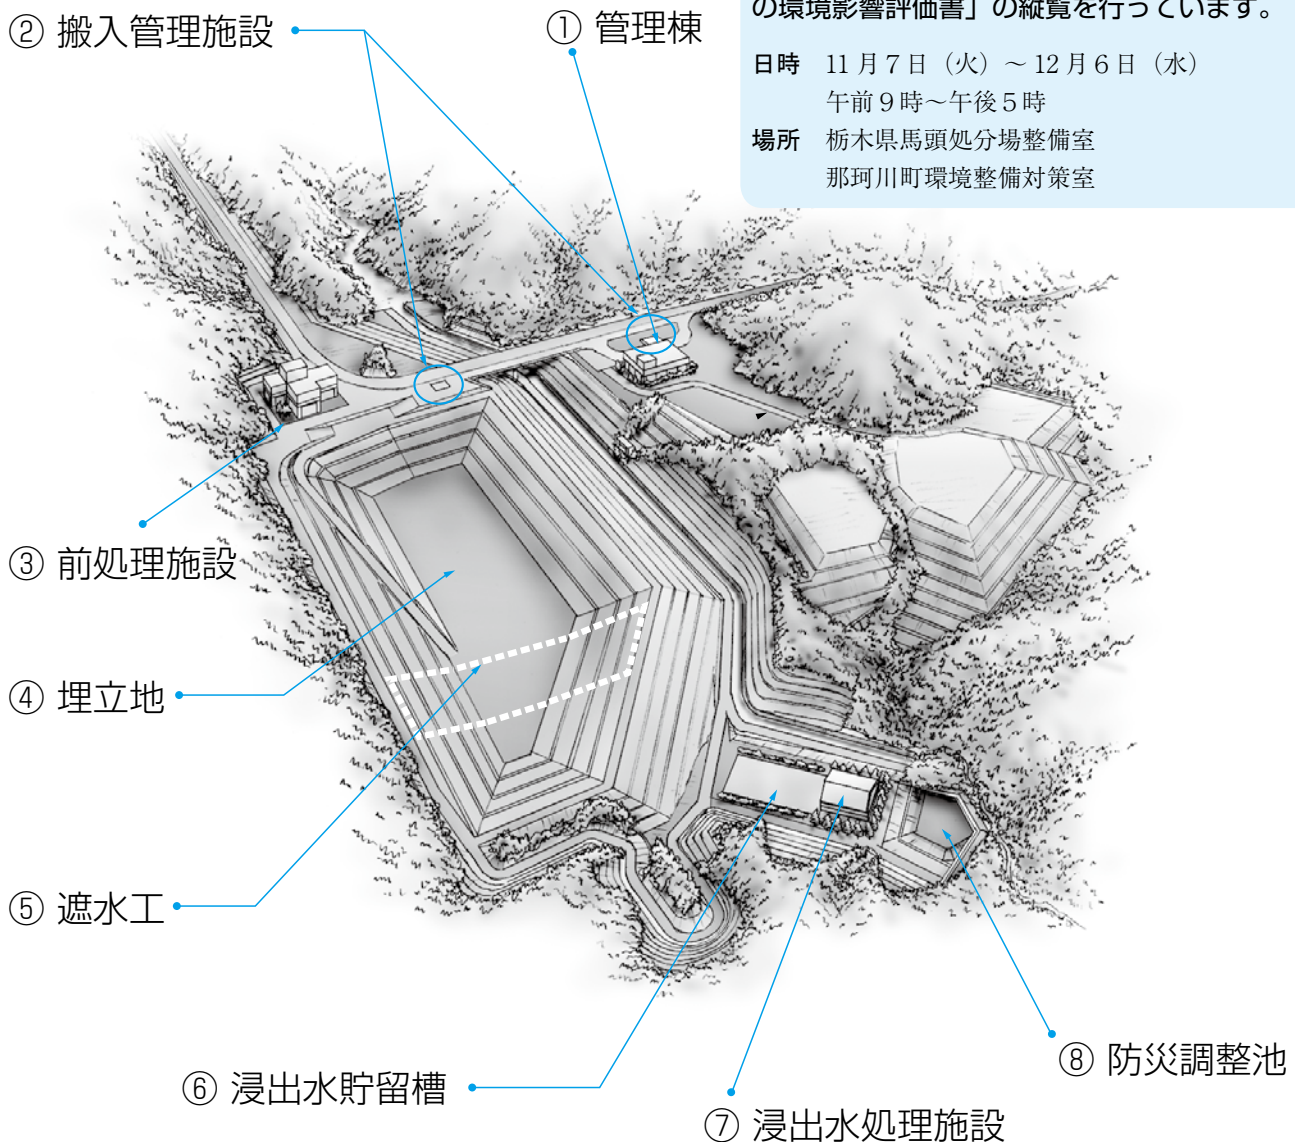 の環境影響評価書」の縦覧を行っています。
日時 11月7日（火）～12月6日（水）
午前9時～午後5時
場所 栃木県馬頭処分場整備室
那珂川町環境整備対策室
① 管理棟
② 搬入管理施設
③ 前処理施設
④ 埋立地
⑤ 遮水工
⑥ 浸出水貯留槽
⑦ 浸出水処理施設
⑧ 防災調整池